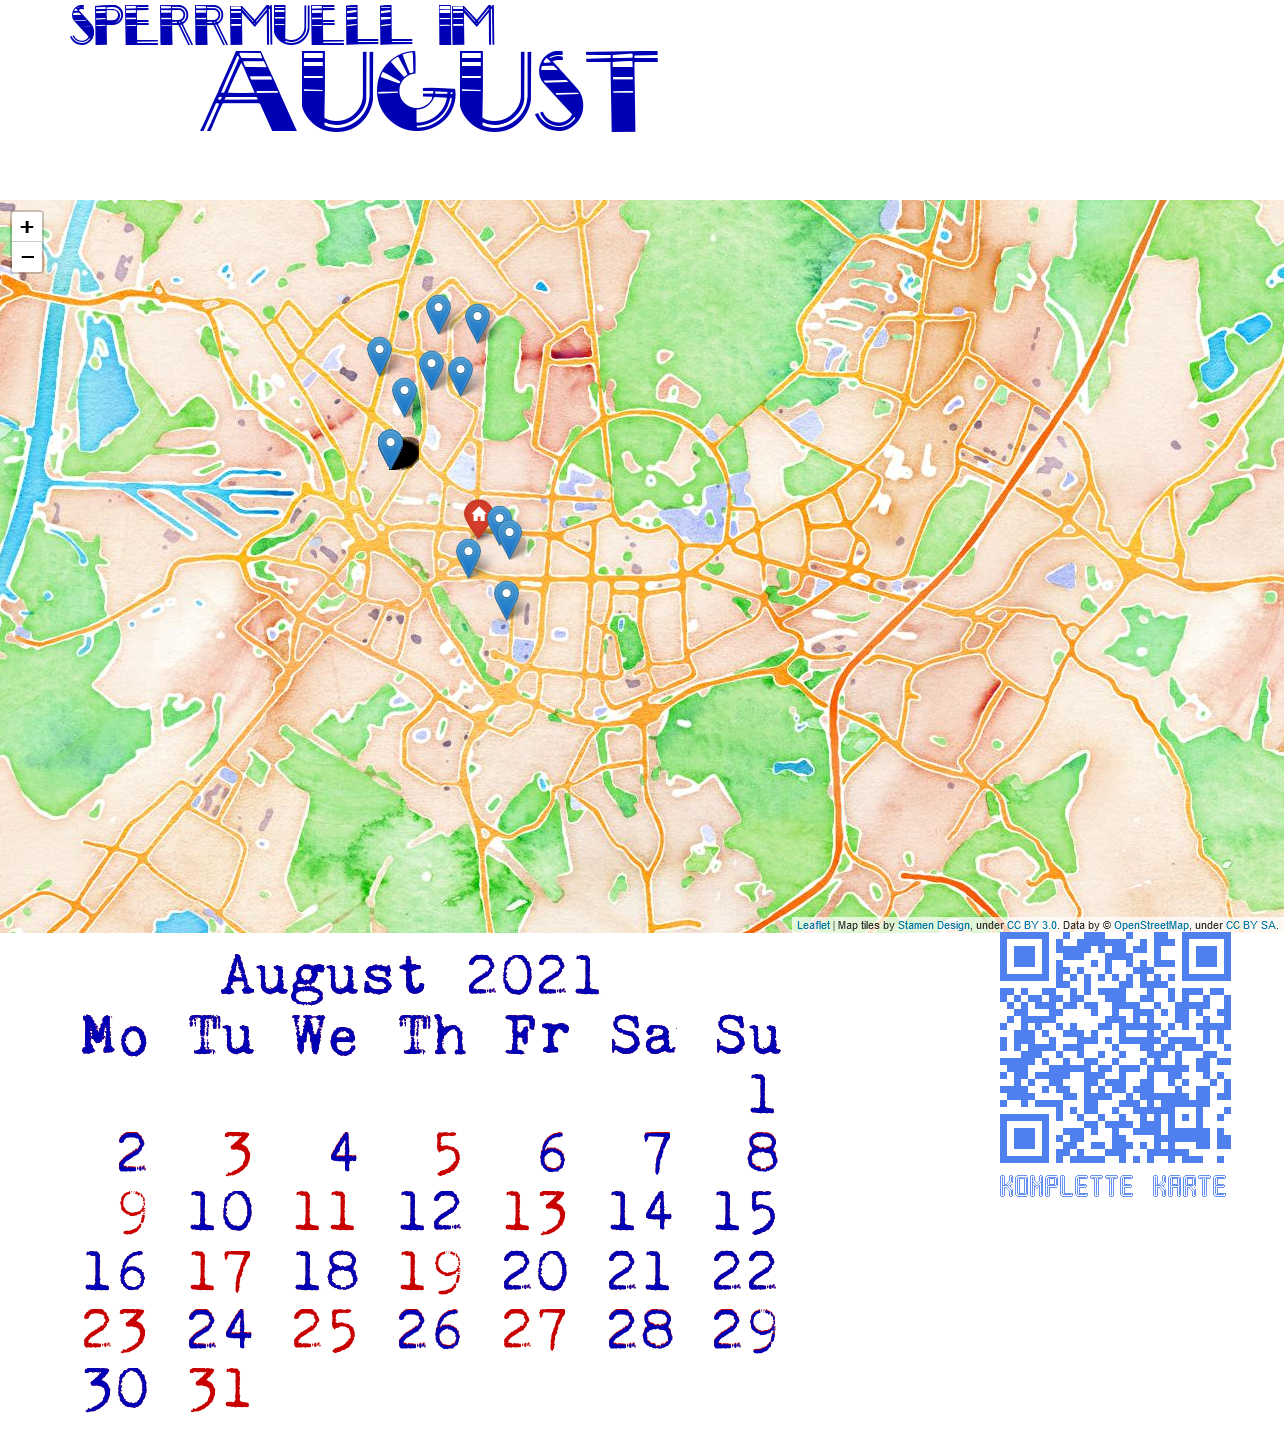 SPERRMUELL IM
AUGUST
+
−
Leaflet | Map tiles by Stamen Design, under CC BY 3.0. Data by © OpenStreetMap, under CC BY SA.
August 2021
Mo Tu We Th Fr Sa Su
1
2 3 4 5 6 7 8
9 10 11 12 13 14 15
16 17 18 19 20 21 22
23 24 25 26 27 28 29
30 31
KOMPLETTE KARTE